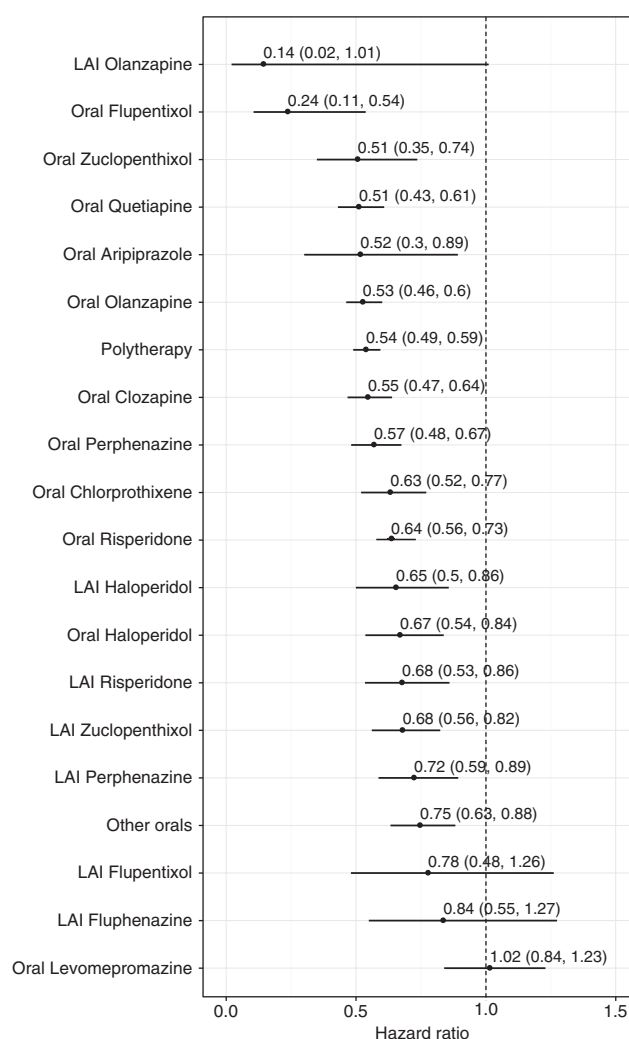 LAI Olanzapine 0.14 (0.02, 1.01)
Oral Flupentixol 0.24 (0.11, 0.54)
Oral Zuclopenthixol 0.51 (0.35, 0.74)
Oral Quetiapine 0.51 (0.43, 0.61)
Oral Aripiprazole 0.52 (0.3, 0.89)
Oral Olanzapine 0.53 (0.46, 0.6)
Polytherapy 0.54 (0.49, 0.59)
Oral Clozapine 0.55 (0.47, 0.64)
Oral Perphenazine 0.57 (0.48, 0.67)
Oral Chlorprothixene 0.63 (0.52, 0.77)
Oral Risperidone 0.64 (0.56, 0.73)
LAI Haloperidol 0.65 (0.5, 0.86)
Oral Haloperidol 0.67 (0.54, 0.84)
LAI Risperidone 0.68 (0.53, 0.86)
LAI Zuclopenthixol 0.68 (0.56, 0.82)
LAI Perphenazine 0.72 (0.59, 0.89)
Other orals 0.75 (0.63, 0.88)
LAI Flupentixol 0.78 (0.48, 1.26)
LAI Fluphenazine 0.84 (0.55, 1.27)
Oral Levomepromazine 1.02 (0.84, 1.23)
0.0 0.5 1.0 1.5
Hazard ratio